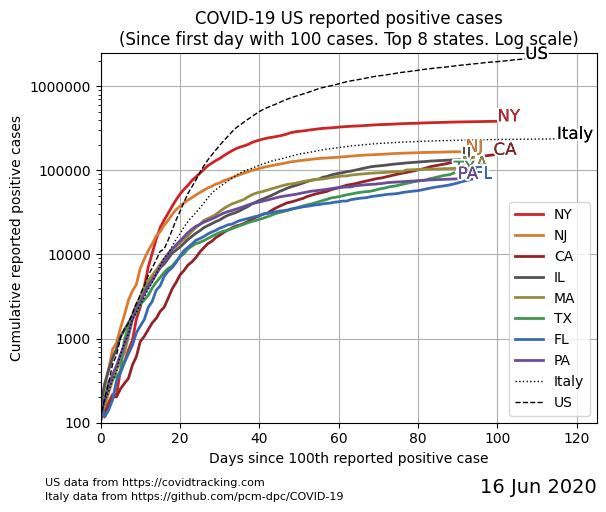 COVID-19 US reported positive cases
(Since first day with 100 cases. Top 8 states. Log scale)
US
1000000
NY
Italy
NJ
CA
IL
MA
TX
FL
PA
100000
10000
1000
100
Cumulative reported positive cases
NY
NJ
CA
IL
MA
TX
FL
PA
Italy
US
0 20 40 60 80 100 120
Days since 100th reported positive case
US data from https://covidtracking.com
Italy data from https://github.com/pcm-dpc/COVID-19
16 Jun 2020